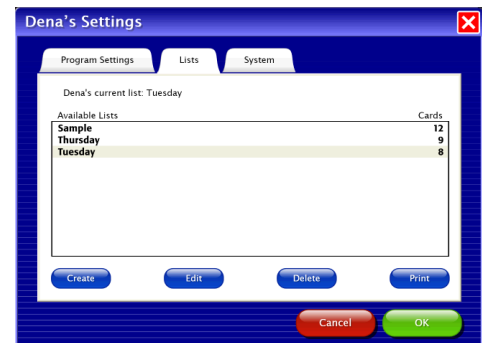 Dena's Settings
Program Settings Lists System
Dena's current list: Tuesday
Available Lists Cards
Sample 12
Thursday 9
Tuesday 8
Create Edit Delete Print
Cancel OK